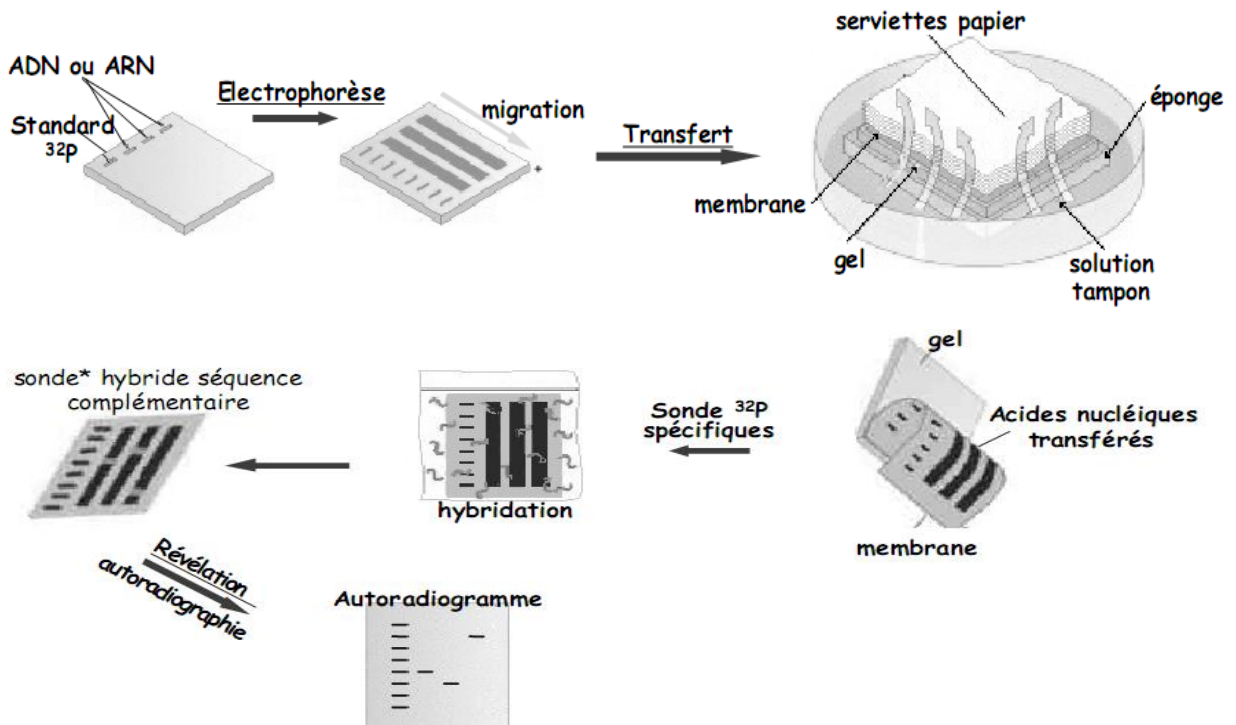 ADN ou ARN
Standard
32P
Electrophorèse
migration
+
Transfert
serviettes papier
éponge
membrane
gel
solution
tampon
gel
Acides nucléiques
transférés
membrane
Sonde 32P
spécifiques
hybridation
sonde* hybride séquence
complémentaire
Révélation
autoradiographie
Autoradiogramme